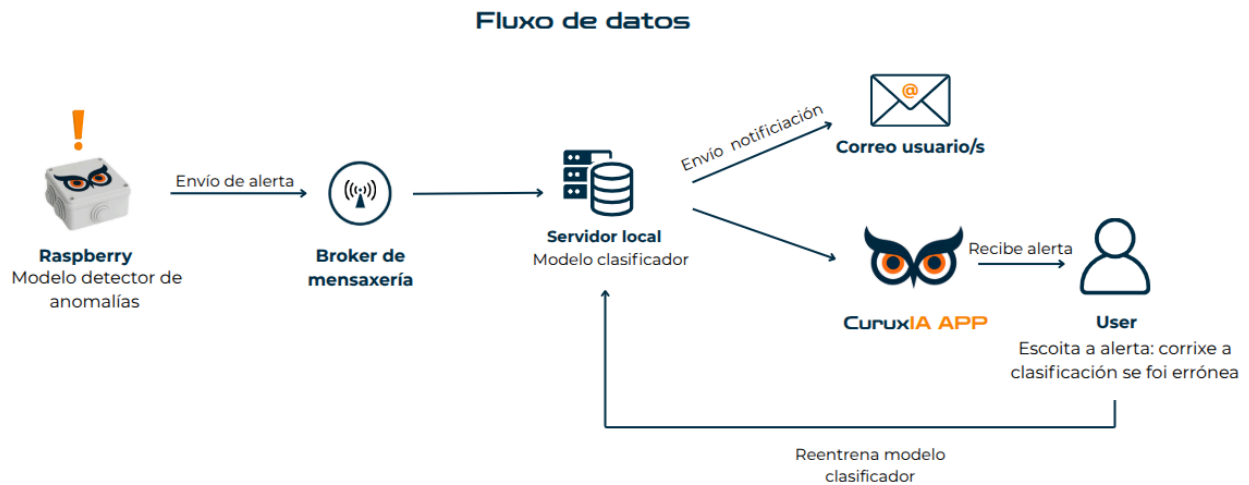 Fluxo de datos
!
Envío de alerta
Raspberry
Modelo detector de
anomalías
Broker de
mensaxería
Servidor local
Modelo clasificador
Envío notificiación
@
Correo usuario/s
CuruxIA APP
Recibe alerta
User
Escoita a alerta: corrixe a
clasificación se foi errónea
Reentrena modelo
clasificador